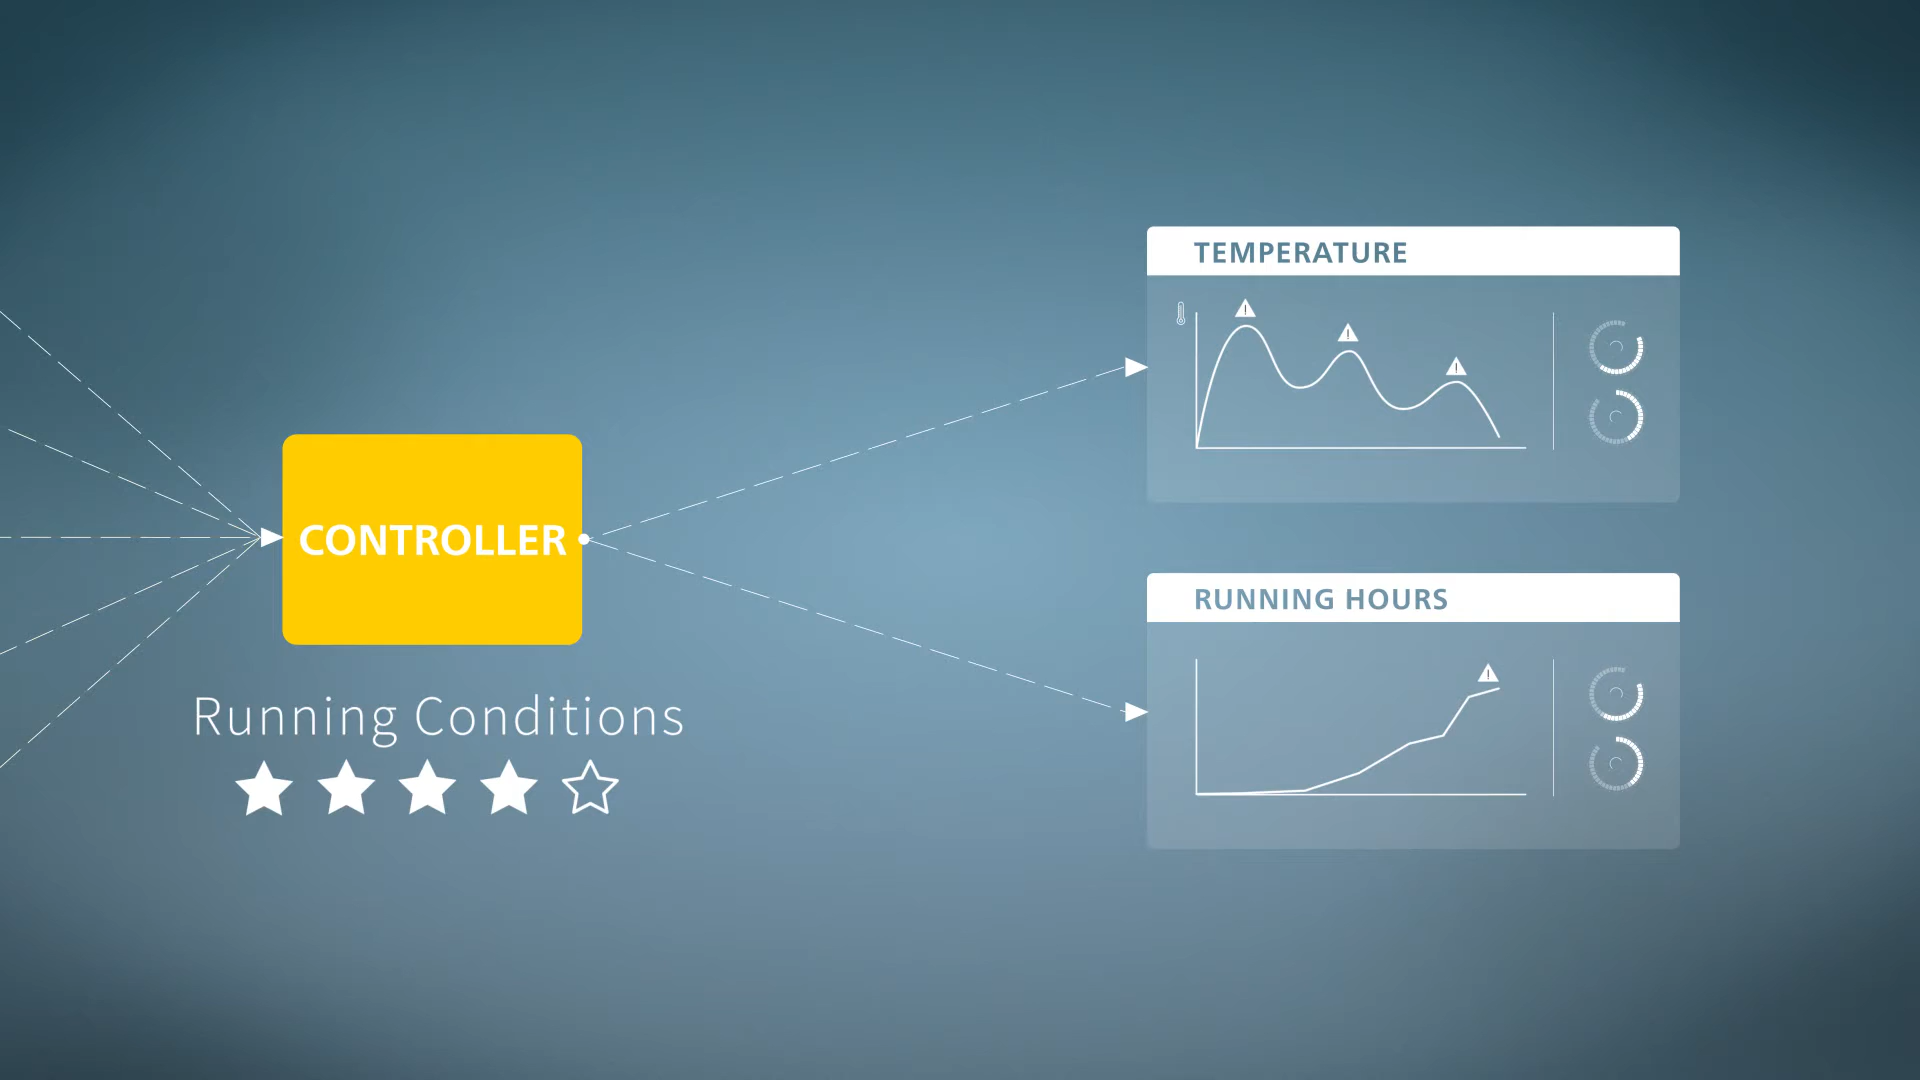 TEMPERATURE
CONTROLLER
RUNNING HOURS
Running Conditions